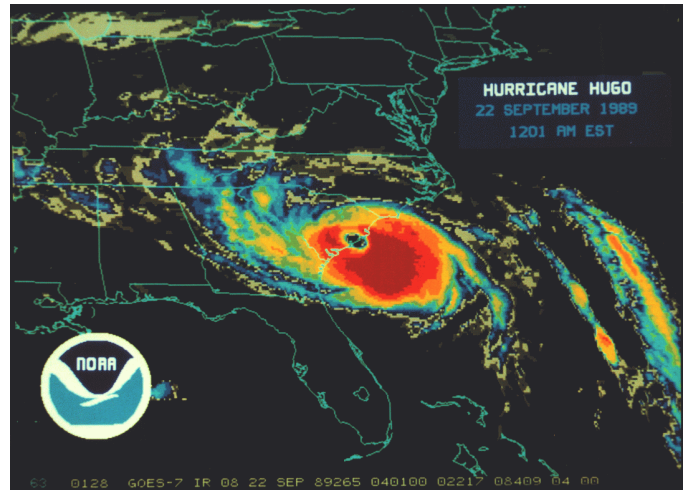 HURRICANE HUGO
22 SEPTEMBER 1989
1201 AM EST
NOAA
63 0128 GOES-7 IR 08 22 SEP 89265 040100 02217 08409 04 00